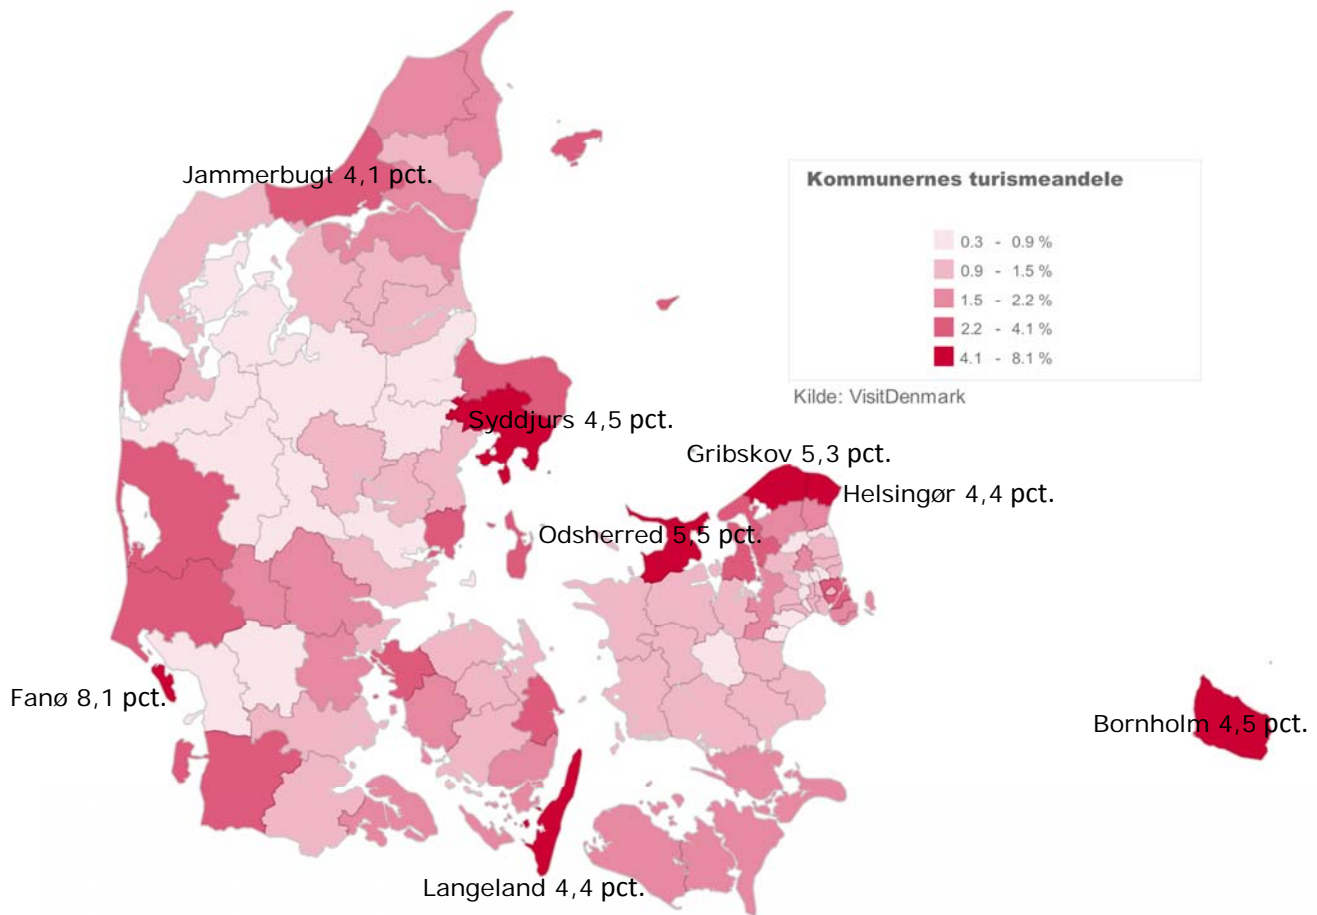 Jammerbugt 4,1 pct.
Kommunernes turismeandele
0.3 - 0.9 %
0.9 - 1.5 %
1.5 - 2.2 %
2.2 - 4.1 %
4.1 - 8.1 %
Kilde: VisitDenmark
Syddjurs 4,5 pct.
Gribskov 5,3 pct.
Helsingør 4,4 pct.
Odsherred 5,5 pct.
Fanø 8,1 pct.
Bornholm 4,5 pct.
Langeland 4,4 pct.